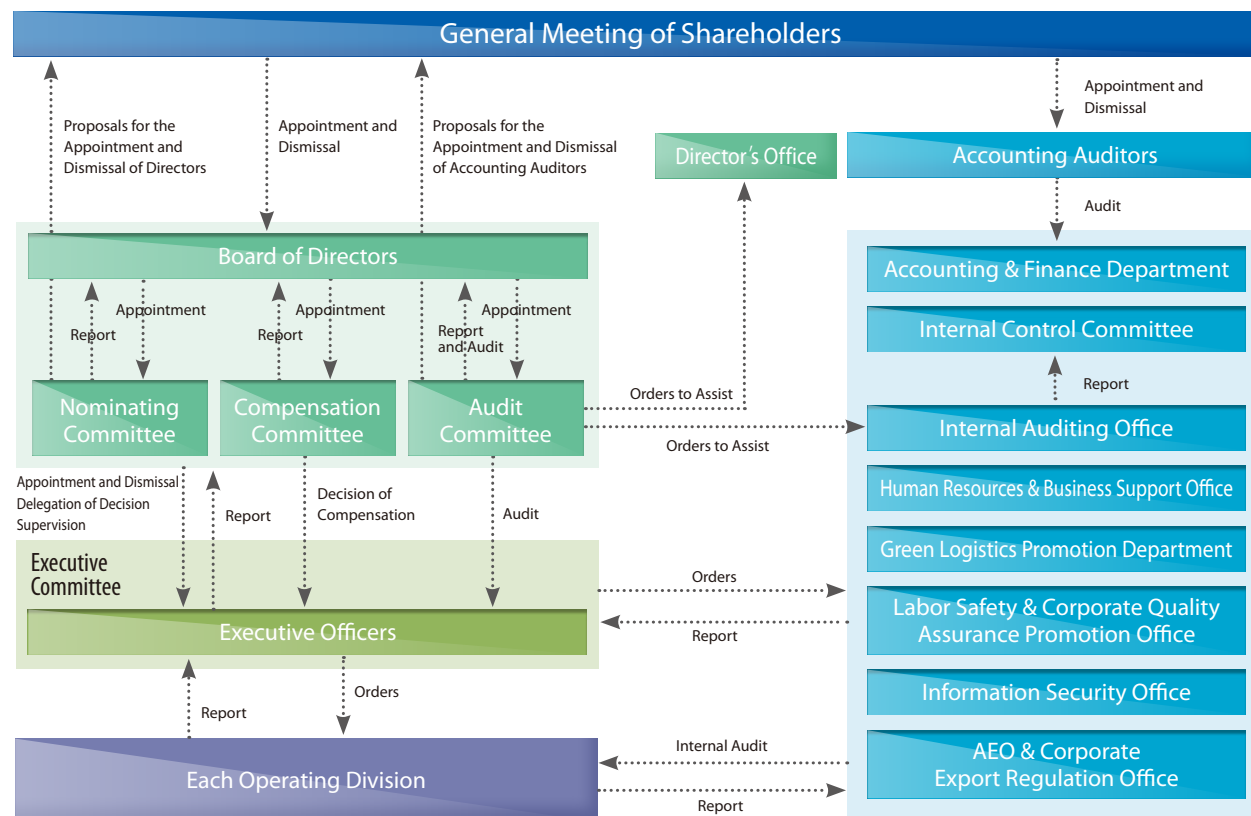 General Meeting of Shareholders
Proposals for the
Appointment and
Dismissal of Directors
Appointment and
Dismissal
Proposals for the
Appointment and Dismissal
of Accounting Auditors
Appointment and
Dismissal
Director's Office
Accounting Auditors
Audit
Board of Directors
Accounting & Finance Department
Appointment
Report
Appointment
Report
Appointment
Report
and Audit
Internal Control Committee
Report
Nominating
Committee
Compensation
Committee
Audit
Committee
Orders to Assist
Orders to Assist
Internal Auditing Office
Appointment and Dismissal
Delegation of Decision
Supervision
Report
Decision of
Compensation
Audit
Human Resources & Business Support Office
Green Logistics Promotion Department
Executive
Committee
Orders
Labor Safety & Corporate Quality
Assurance Promotion Office
Executive Officers
Report
Report
Orders
Information Security Office
Each Operating Division
Internal Audit
Report
AEO & Corporate
Export Regulation Office